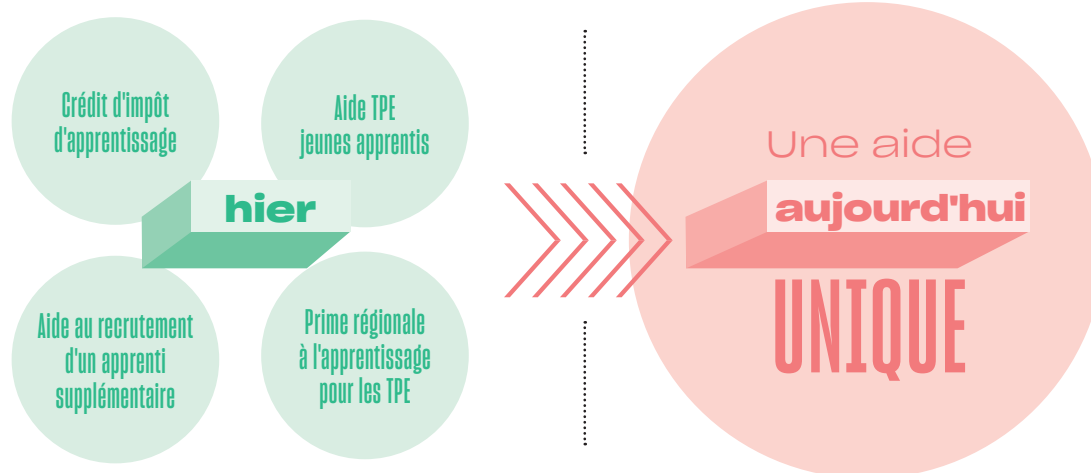 Crédit d'impôt
d'apprentissage
Aide TPE
jeunes apprentis
hier
Aide au recrutement
d'un apprenti
supplémentaire
Prime régionale
à l'apprentissage
pour les TPE
Une aide
aujourd'hui
UNIQUE